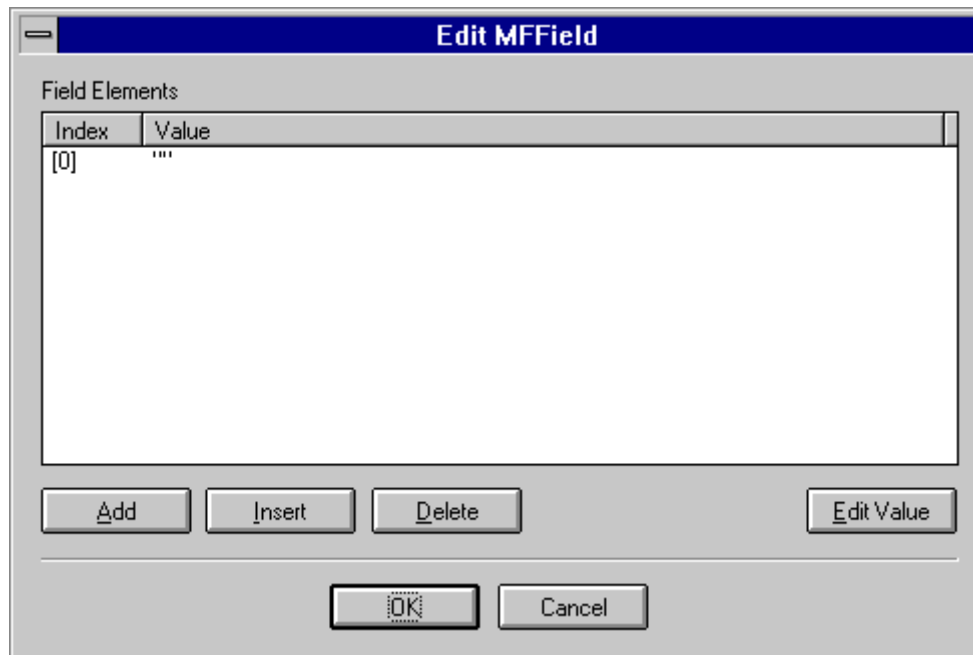 Edit MFField
Field Elements
Index Value
[0] ""
Add Insert Delete Edit Value
OK Cancel